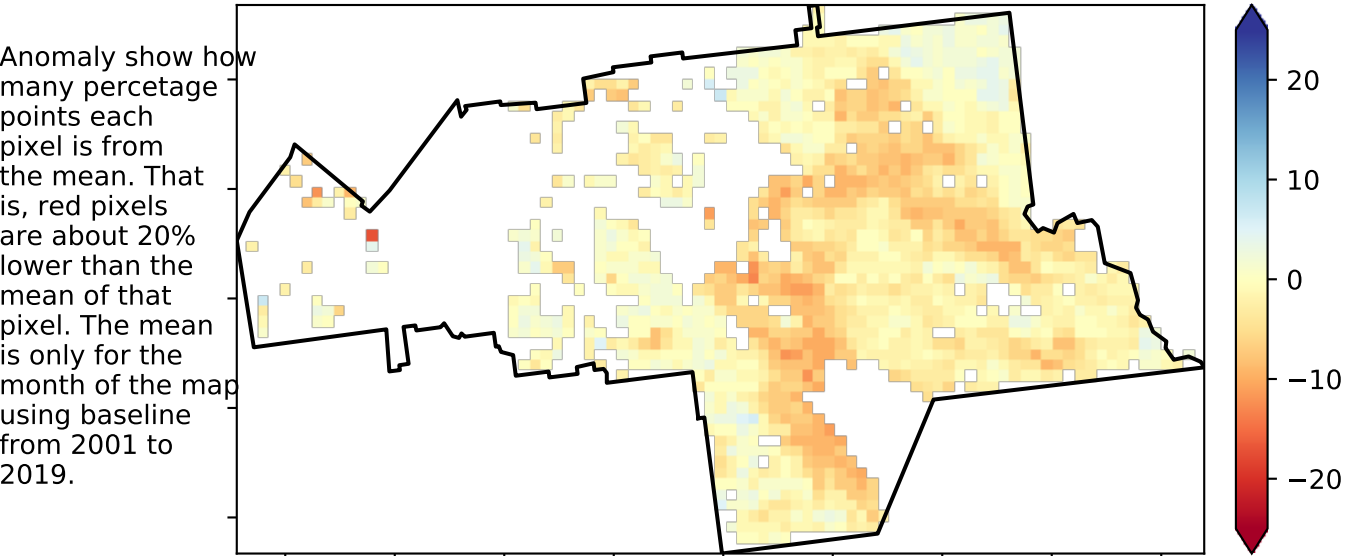 Anomaly show how
many percetage
points each
pixel is from
the mean. That
is, red pixels
are about 20%
lower than the
mean of that
pixel. The mean
is only for the
month of the map
using baseline
from 2001 to
2019.
20
10
0
−10
−20